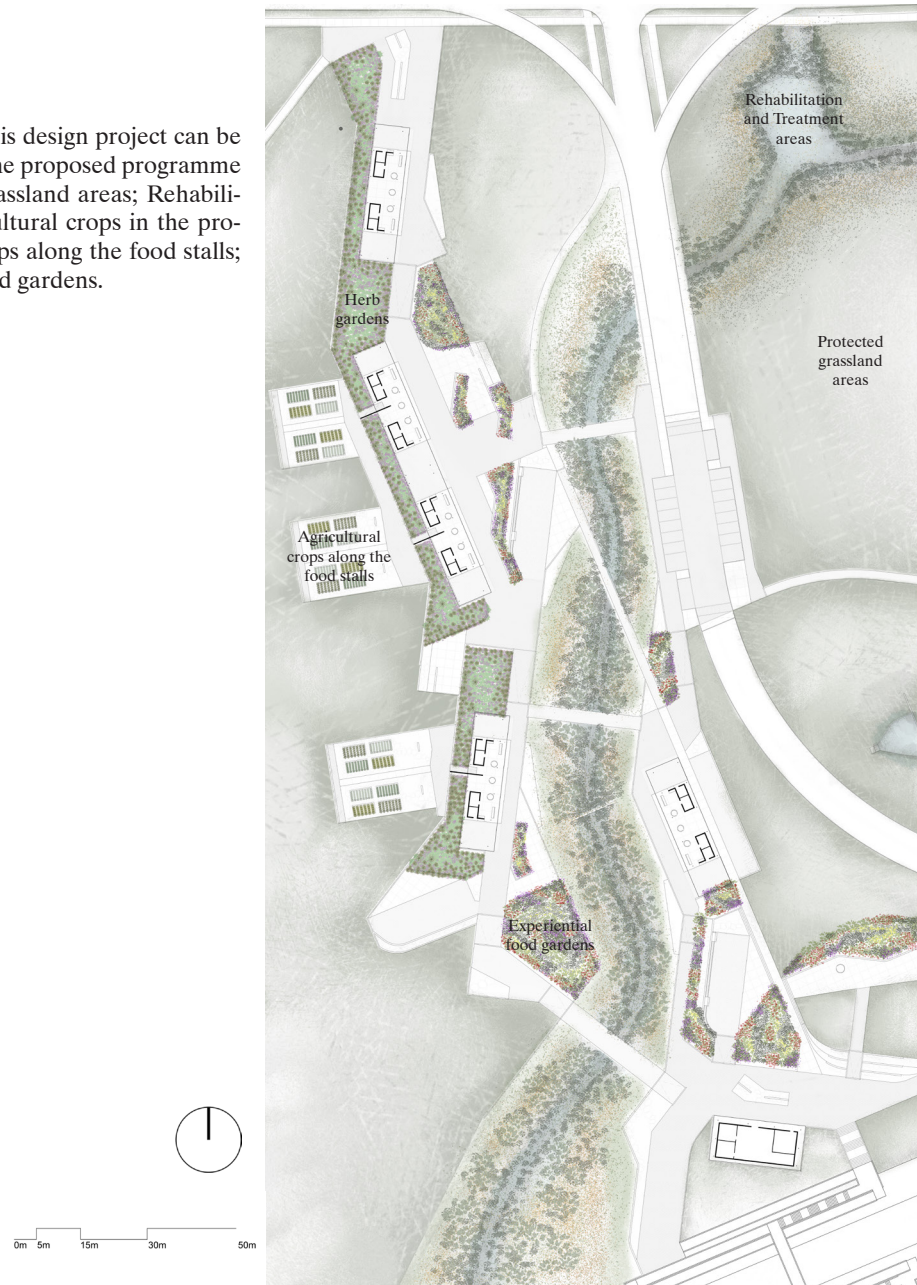 is design project can be
ne proposed programme
assland areas; Rehabili-
ultural crops in the pro-
ps along the food stalls;
d gardens.
Rehabilitation
and Treatment
areas
Herb
gardens
Protected
grassland
areas
Agricultural
crops along the
food stalls
Experiential
food gardens
0m 5m 15m 30m 50m